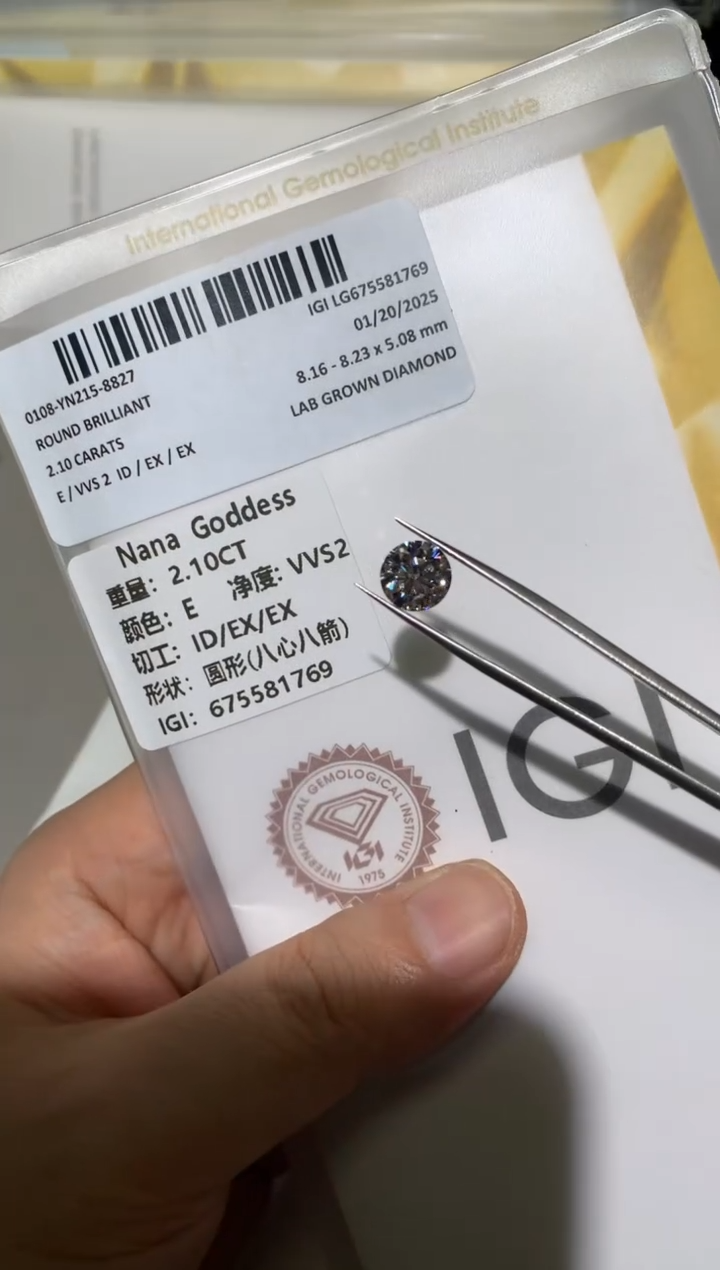 International Gemological Institute
IGI LG675581769
01/20/2025
8.16 - 8.23 x 5.08 mm
LAB GROWN DIAMOND
0108-YN215-8827
ROUND BRILLIANT
2.10 CARATS
E / VVS 2 ID / EX / EX
Nana Goddess
重量: 2.10CT
颜色: E 净度: VVS2
切工: ID/EX/EX
形状: 圆形(八心八箭)
IGI: 675581769
IGI
INTERNATIONAL GEMOLOGICAL INSTITUTE
IGI
1975